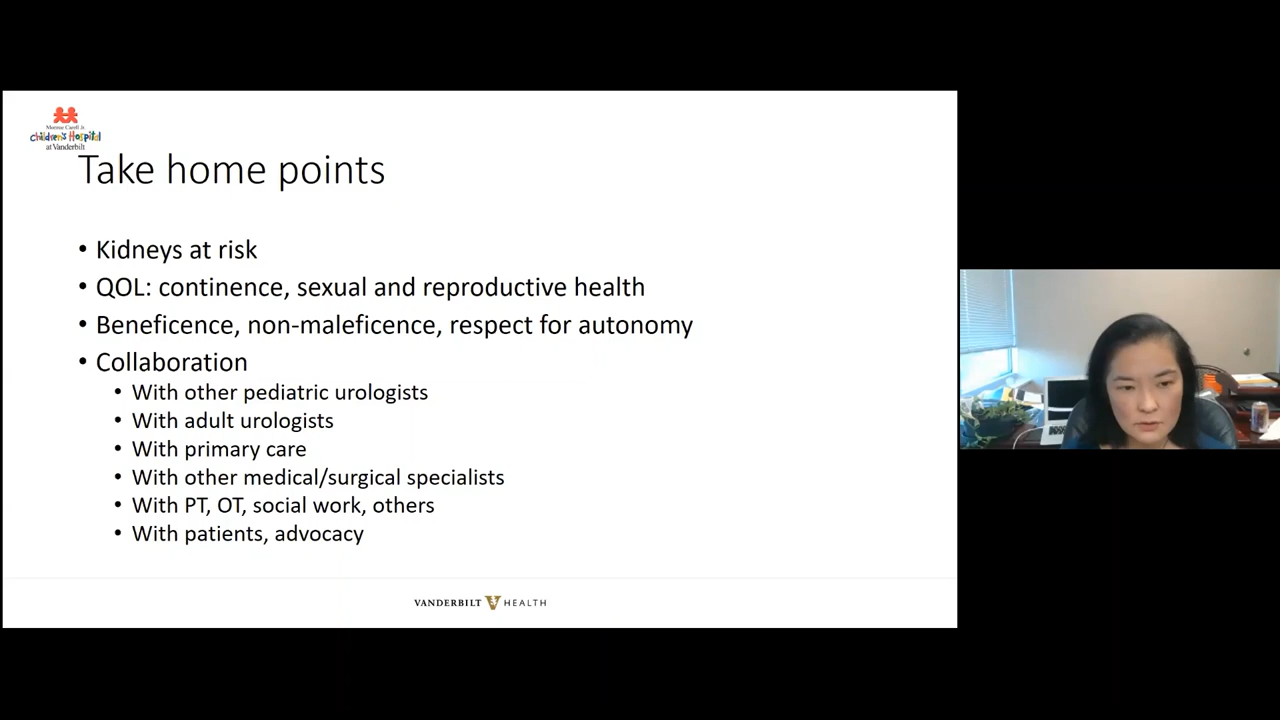 Monroe Carell Jr.
Children's Hospital
at Vanderbilt
Take home points
• Kidneys at risk
• QOL: continence, sexual and reproductive health
• Beneficence, non-maleficence, respect for autonomy
• Collaboration
• With other pediatric urologists
• With adult urologists
• With primary care
• With other medical/surgical specialists
• With PT, OT, social work, others
• With patients, advocacy
VANDERBILT V HEALTH